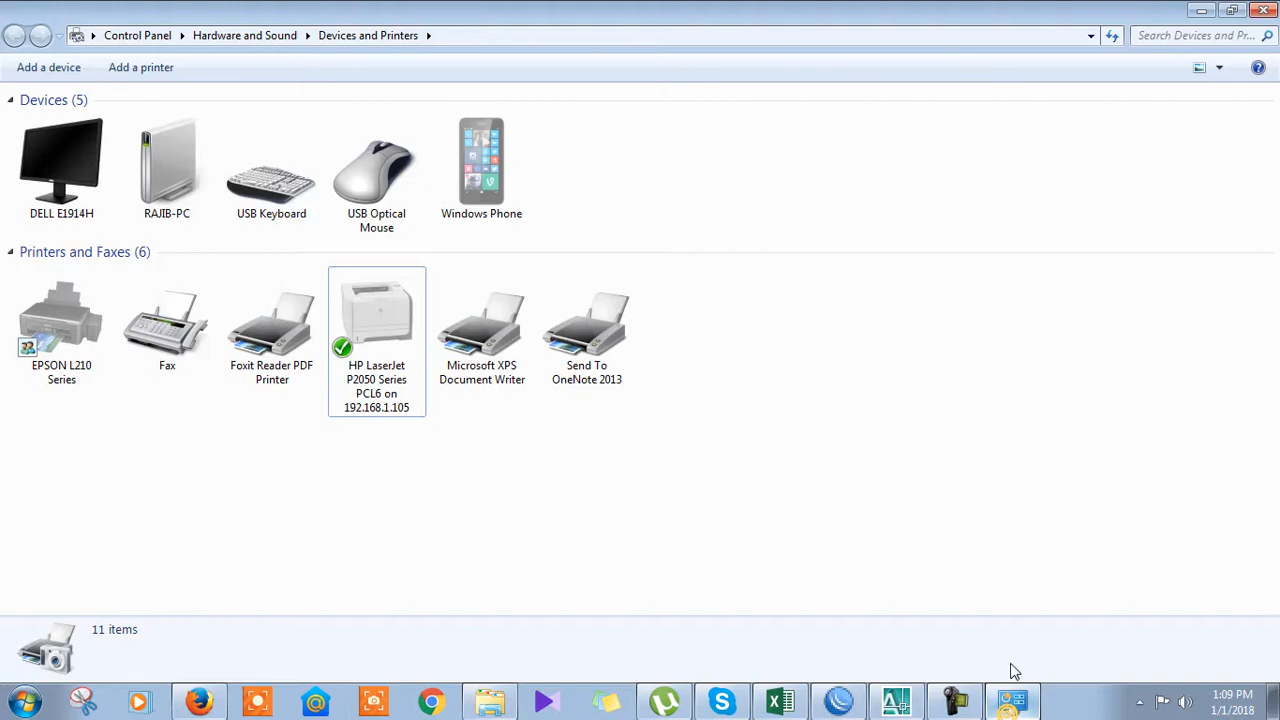 Control Panel Hardware and Sound Devices and Printers Search Devices and Pr...
Add a device Add a printer
Devices (5)
DELL E1914H
RAJIB-PC
USB Keyboard
USB Optical
Mouse
Windows Phone
Printers and Faxes (6)
EPSON L210
Series
Fax
Foxit Reader PDF
Printer
HP LaserJet
P2050 Series
PCL6 on
192.168.1.105
Microsoft XPS
Document Writer
Send To
OneNote 2013
11 items
1:09 PM
1/1/2018